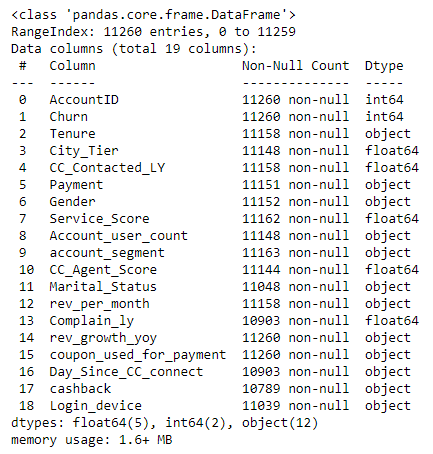 <class 'pandas.core.frame.DataFrame'>
RangeIndex: 11260 entries, 0 to 11259
Data columns (total 19 columns):
 #   Column                   Non-Null Count  Dtype
---  ------                   --------------  -----
 0   AccountID                11260 non-null  int64
 1   Churn                    11260 non-null  int64
 2   Tenure                   11158 non-null  object
 3   City_Tier                11148 non-null  float64
 4   CC_Contacted_LY          11158 non-null  float64
 5   Payment                  11151 non-null  object
 6   Gender                   11152 non-null  object
 7   Service_Score            11162 non-null  float64
 8   Account_user_count       11148 non-null  object
 9   account_segment          11163 non-null  object
 10  CC_Agent_Score           11144 non-null  float64
 11  Marital_Status           11048 non-null  object
 12  rev_per_month            11158 non-null  object
 13  Complain_ly              10903 non-null  float64
 14  rev_growth_yoy           11260 non-null  object
 15  coupon_used_for_payment  11260 non-null  object
 16  Day_Since_CC_connect     10903 non-null  object
 17  cashback                 10789 non-null  object
 18  Login_device             11039 non-null  object
dtypes: float64(5), int64(2), object(12)
memory usage: 1.6+ MB